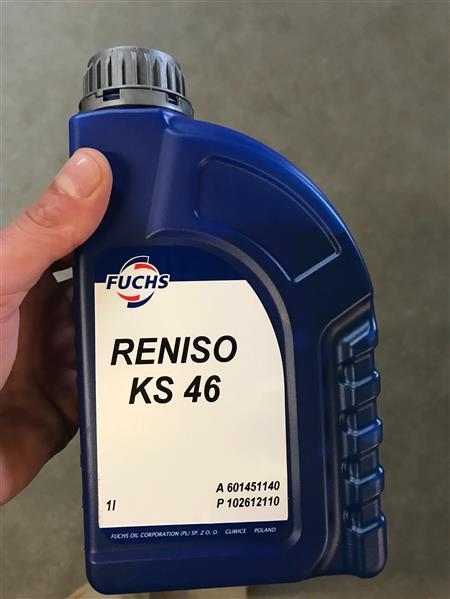 FUCHS
RENISO
KS 46
A 601451140
1l P 102612110
FUCHS OIL CORPORATION (PL) SP. Z O. O. GLIWICE POLAND